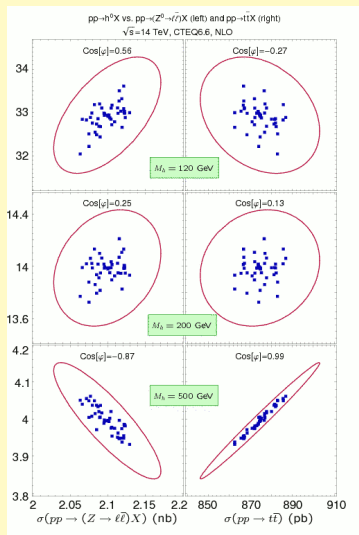 pp→h⁰X vs. pp→(Z⁰→ℓℓ̄)X (left) and pp→tt̄X (right)
√s=14 TeV, CTEQ6.6, NLO
Cos[φ]=0.56
Cos[φ]=−0.27
34
33
32
M_h = 120 GeV
Cos[φ]=0.25
Cos[φ]=0.13
14.4
14
13.6
M_h = 200 GeV
Cos[φ]=−0.87
Cos[φ]=0.99
4.2
4.1
4
3.9
3.8
M_h = 500 GeV
2 2.05 2.1 2.15 2.2 850 870 890 910
σ(pp → (Z → ℓℓ̄)X) (nb) σ(pp → tt̄) (pb)